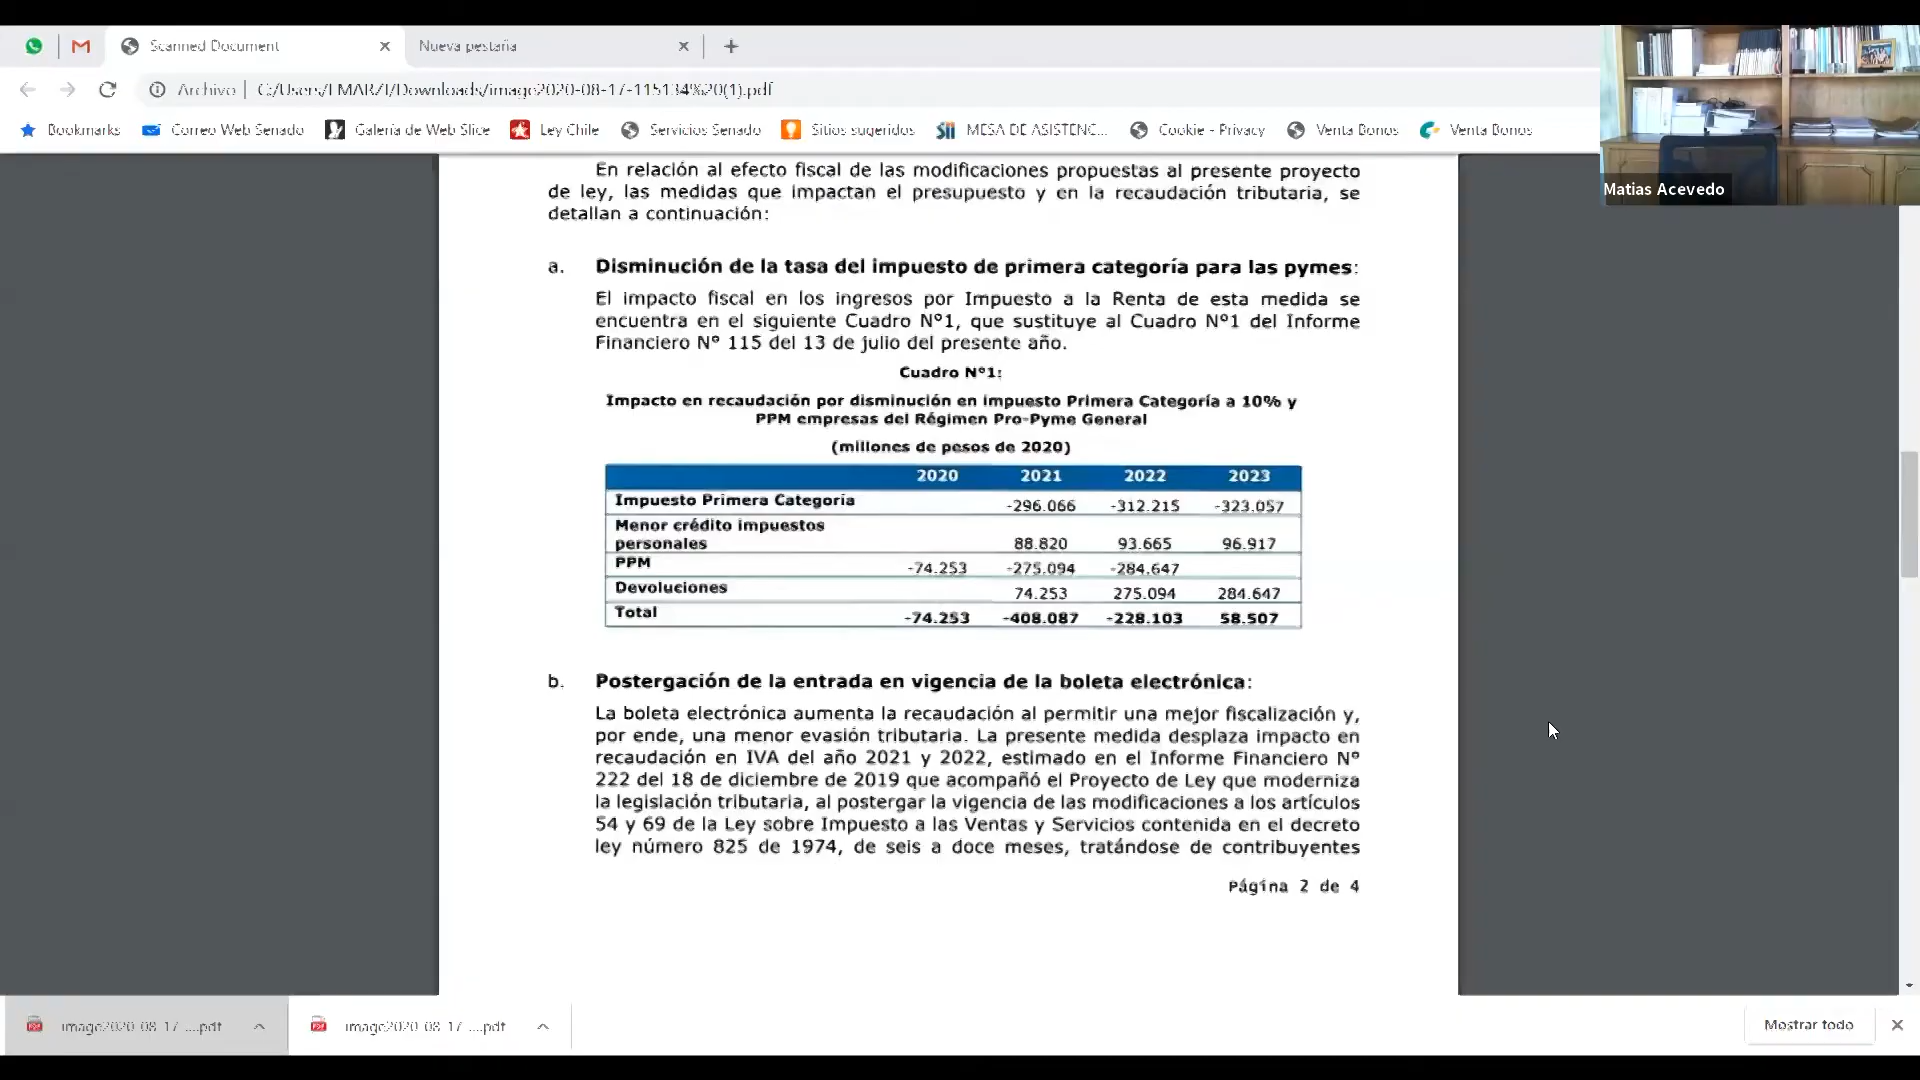 Scanned Document
Nueva pestaña
Archivo
C:/Users/EMARZI/Downloads/image2020-08-17-115134%20(1).pdf
Bookmarks
Correo Web Senado
Galería de Web Slice
Ley Chile
Servicios Senado
Sitios sugeridos
MESA DE ASISTENC...
Cookie - Privacy
Venta Bonos
Venta Bonos
Matias Acevedo
En relación al efecto fiscal de las modificaciones propuestas al presente proyecto
de ley, las medidas que impactan el presupuesto y en la recaudación tributaria, se
detallan a continuación:
a. Disminución de la tasa del impuesto de primera categoría para las pymes:
El impacto fiscal en los ingresos por Impuesto a la Renta de esta medida se
encuentra en el siguiente Cuadro Nº1, que sustituye al Cuadro Nº1 del Informe
Financiero Nº 115 del 13 de julio del presente año.
Cuadro Nº1:
Impacto en recaudación por disminución en impuesto Primera Categoría a 10% y
PPM empresas del Régimen Pro-Pyme General
(millones de pesos de 2020)
2020 2021 2022 2023
Impuesto Primera Categoría -296.066 -312.215 -323.057
Menor crédito impuestos
personales 88.820 93.665 96.917
PPM -74.253 -275.094 -284.647
Devoluciones 74.253 275.094 284.647
Total -74.253 -408.087 -228.103 58.507
b. Postergación de la entrada en vigencia de la boleta electrónica:
La boleta electrónica aumenta la recaudación al permitir una mejor fiscalización y,
por ende, una menor evasión tributaria. La presente medida desplaza impacto en
recaudación en IVA del año 2021 y 2022, estimado en el Informe Financiero Nº
222 del 18 de diciembre de 2019 que acompañó el Proyecto de Ley que moderniza
la legislación tributaria, al postergar la vigencia de las modificaciones a los artículos
54 y 69 de la Ley sobre Impuesto a las Ventas y Servicios contenida en el decreto
ley número 825 de 1974, de seis a doce meses, tratándose de contribuyentes
Página 2 de 4
image2020-08-17-....pdf
image2020-08-17-....pdf
Mostrar todo